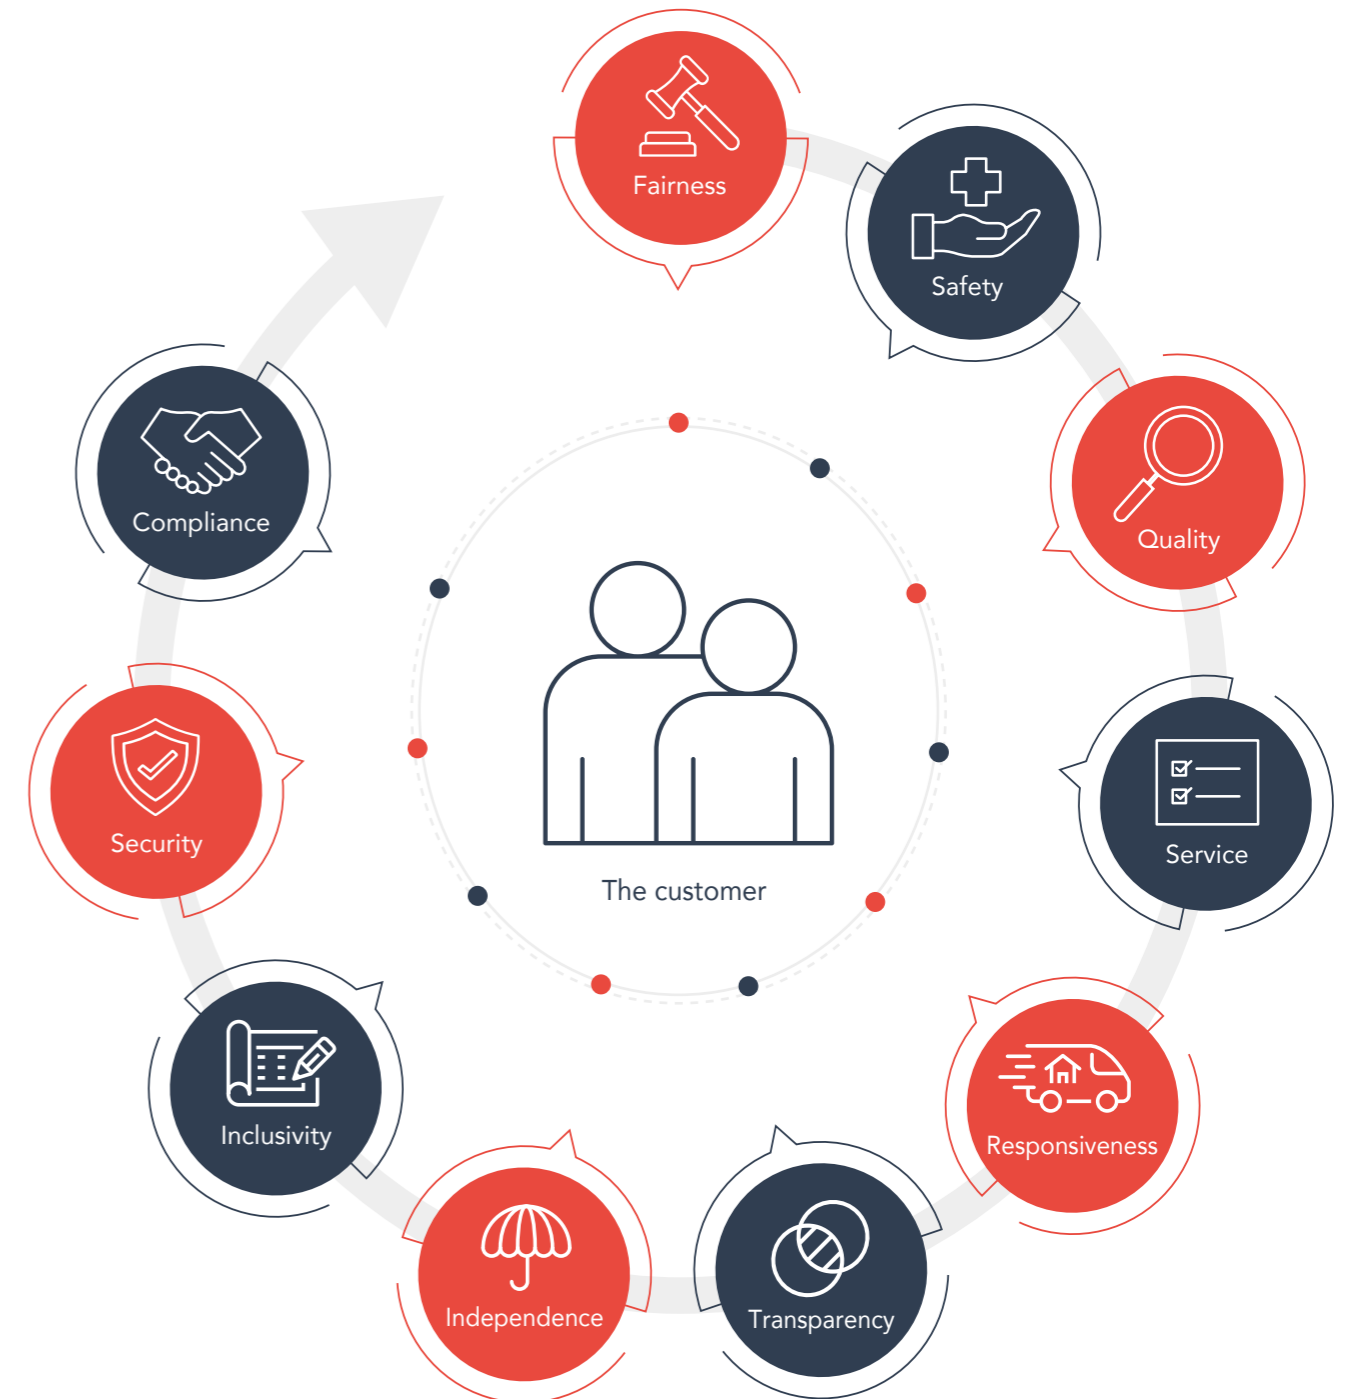 Fairness
Safety
Quality
Service
Responsiveness
Transparency
Independence
Inclusivity
Security
Compliance
The customer